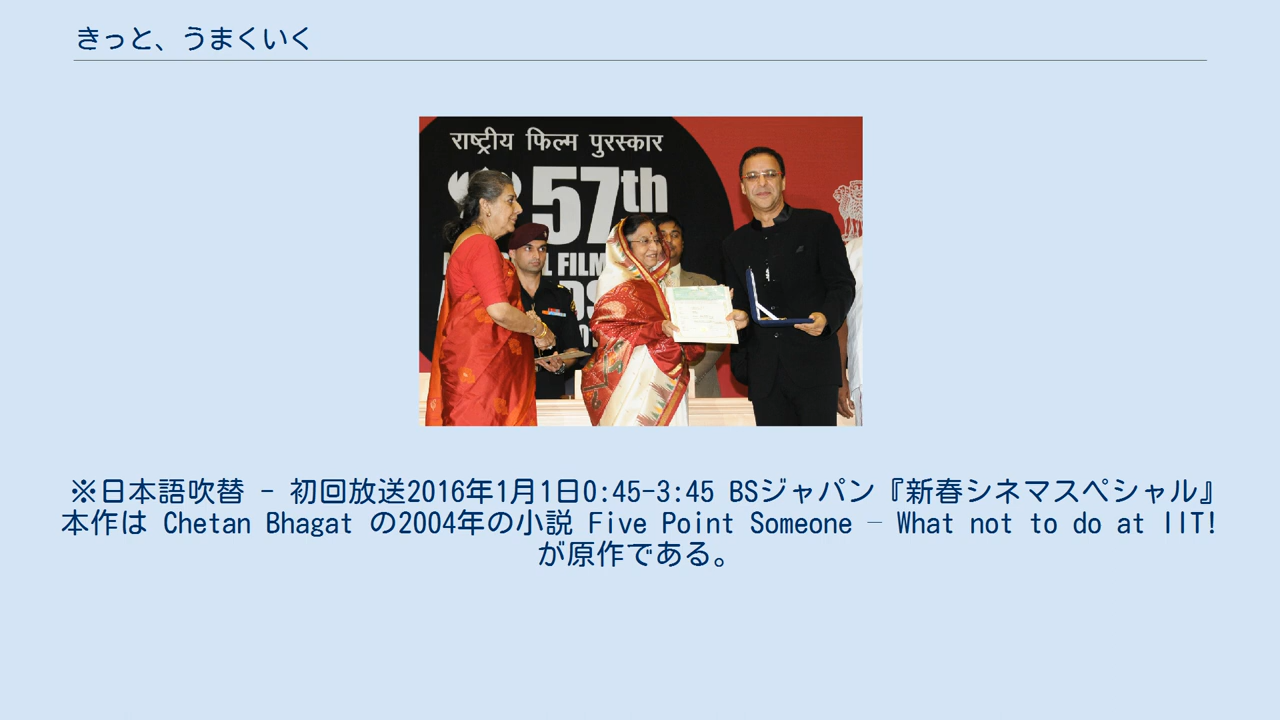 きっと、うまくいく
राष्ट्रीय फिल्म पुरस्कार
57th
FILM
※日本語吹替 - 初回放送2016年1月1日0:45-3:45 BSジャパン『新春シネマスペシャル』
本作は Chetan Bhagat の2004年の小説 Five Point Someone – What not to do at IIT!
が原作である。